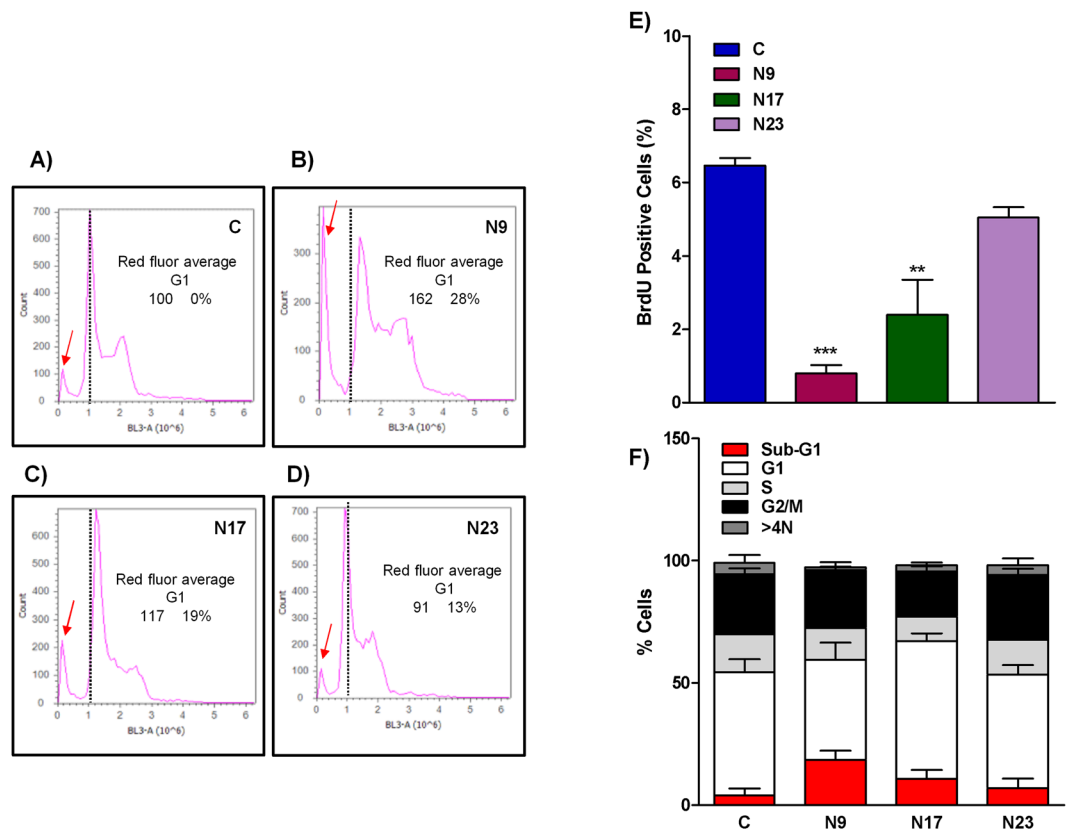 A)
C
Red fluor average
G1
100 0%
700
600
500
400
300
200
100
0
Count
0 1 2 3 4 5 6
BL3-A (10^6)
B)
N9
Red fluor average
G1
162 28%
300
200
100
0
Count
0 1 2 3 4 5 6
BL3-A (10^6)
C)
N17
Red fluor average
G1
117 19%
600
500
400
300
200
100
0
Count
0 1 2 3 4 5 6
BL3-A (10^6)
D)
N23
Red fluor average
G1
91 13%
700
600
500
400
300
200
100
0
Count
0 1 2 3 4 5 6
BL3-A (10^6)
E)
C
N9
N17
N23
10
8
6
4
2
0
BrdU Positive Cells (%)
***
**
F)
Sub-G1
G1
S
G2/M
>4N
150
100
50
0
% Cells
C N9 N17 N23